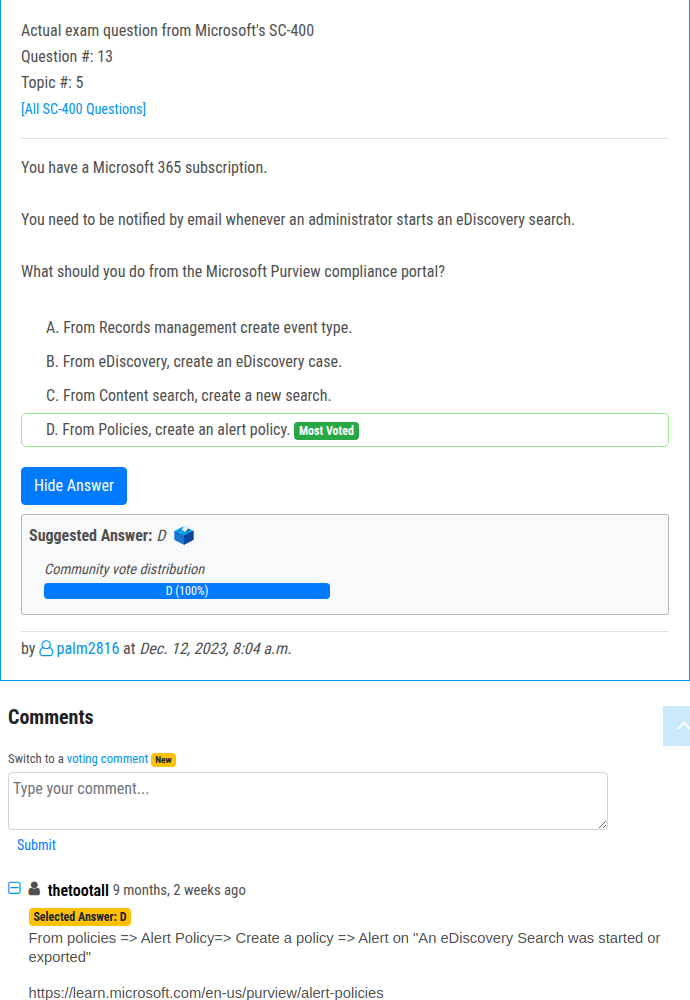 Actual exam question from Microsoft's SC-400
Question #: 13
Topic #: 5
[All SC-400 Questions]
You have a Microsoft 365 subscription.
You need to be notified by email whenever an administrator starts an eDiscovery search.
What should you do from the Microsoft Purview compliance portal?
A. From Records management create event type.
B. From eDiscovery, create an eDiscovery case.
C. From Content search, create a new search.
D. From Policies, create an alert policy. Most Voted
Hide Answer
Suggested Answer: D
Community vote distribution
D (100%)
by palm2816 at Dec. 12, 2023, 8:04 a.m.
Comments
Switch to a voting comment New
Type your comment...
Submit
thetootall 9 months, 2 weeks ago
Selected Answer: D
From policies => Alert Policy=> Create a policy => Alert on "An eDiscovery Search was started or
exported"
https://learn.microsoft.com/en-us/purview/alert-policies